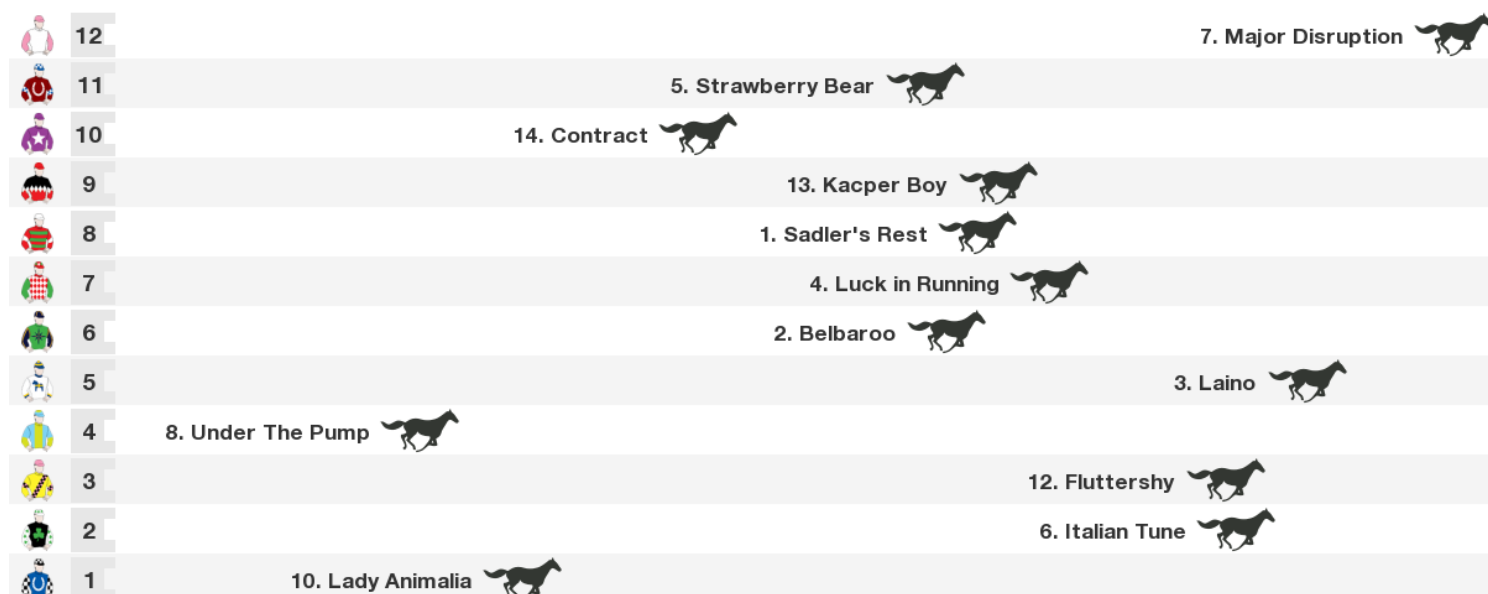 12 7. Major Disruption
11 5. Strawberry Bear
10 14. Contract
9 13. Kacper Boy
8 1. Sadler's Rest
7 4. Luck in Running
6 2. Belbaroo
5 3. Laino
4 8. Under The Pump
3 12. Fluttershy
2 6. Italian Tune
1 10. Lady Animalia